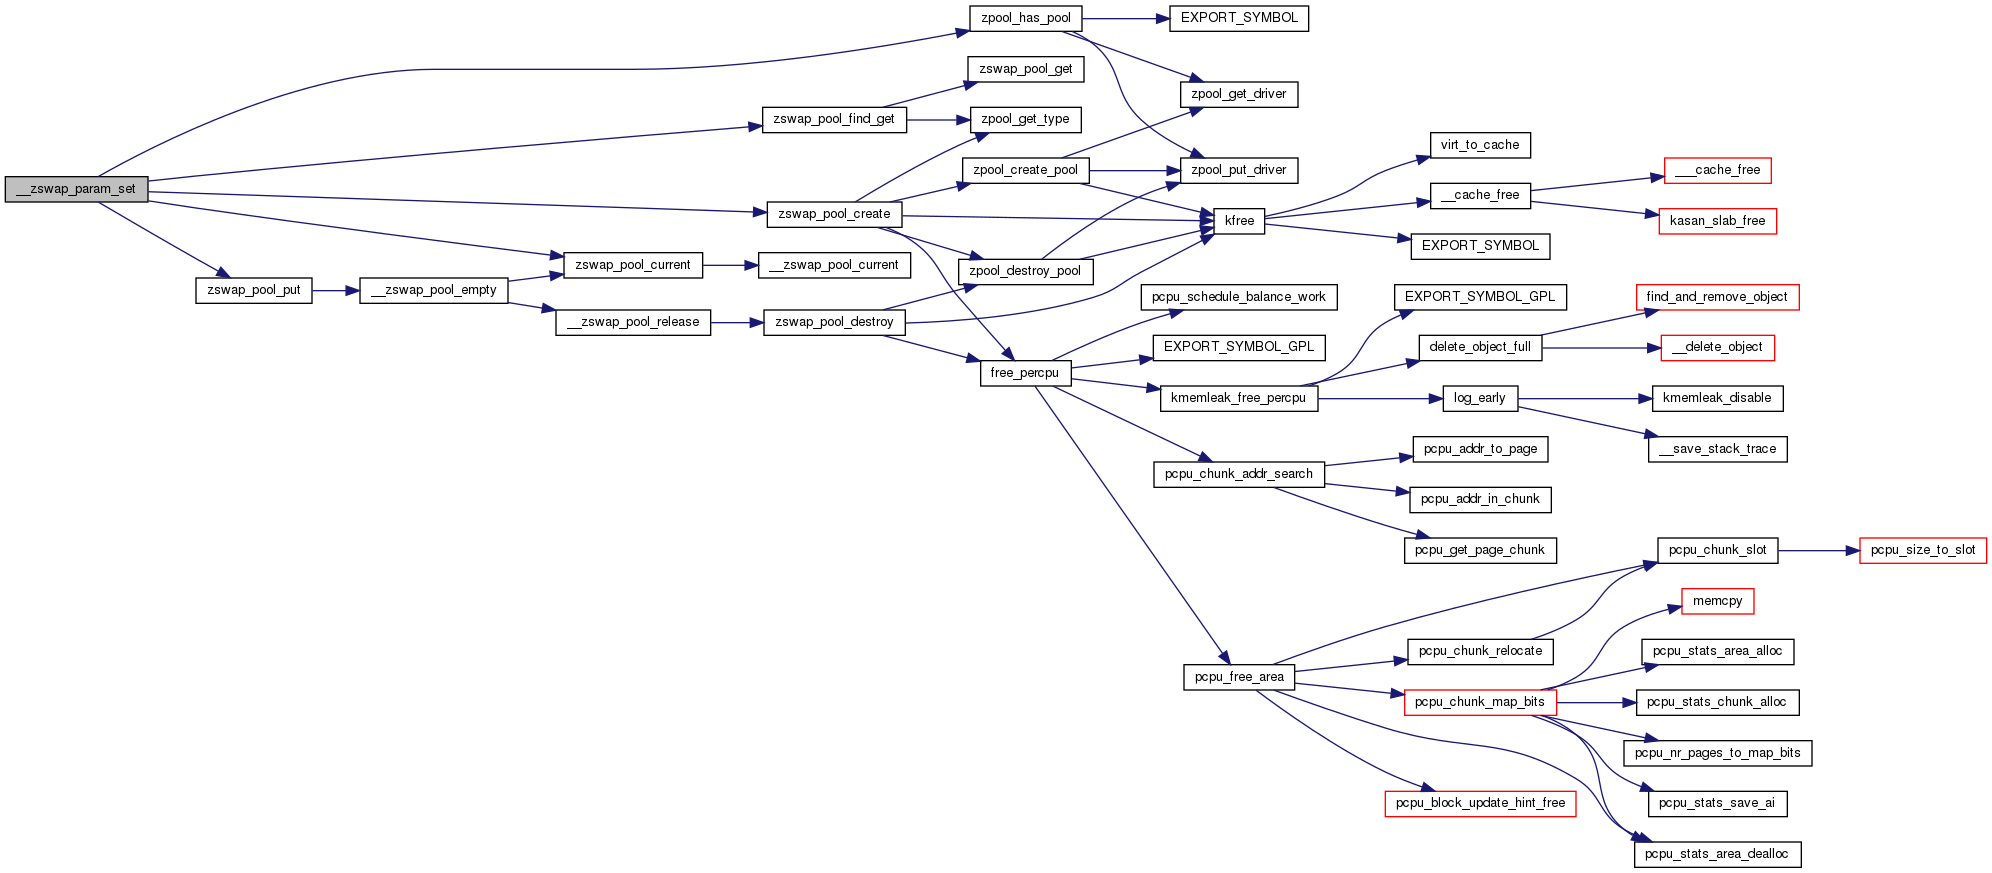 __zswap_param_set
zpool_has_pool
EXPORT_SYMBOL
zswap_pool_get
zpool_get_driver
zswap_pool_find_get
zpool_get_type
zpool_create_pool
zpool_put_driver
virt_to_cache
___cache_free
__cache_free
kasan_slab_free
zswap_pool_create
kfree
EXPORT_SYMBOL
zswap_pool_current
__zswap_pool_current
zpool_destroy_pool
zswap_pool_put
__zswap_pool_empty
__zswap_pool_release
zswap_pool_destroy
pcpu_schedule_balance_work
EXPORT_SYMBOL_GPL
find_and_remove_object
EXPORT_SYMBOL_GPL
delete_object_full
__delete_object
free_percpu
kmemleak_free_percpu
log_early
kmemleak_disable
__save_stack_trace
pcpu_chunk_addr_search
pcpu_addr_to_page
pcpu_addr_in_chunk
pcpu_get_page_chunk
pcpu_chunk_slot
pcpu_size_to_slot
memcpy
pcpu_chunk_relocate
pcpu_stats_area_alloc
pcpu_free_area
pcpu_chunk_map_bits
pcpu_stats_chunk_alloc
pcpu_nr_pages_to_map_bits
pcpu_block_update_hint_free
pcpu_stats_save_ai
pcpu_stats_area_dealloc